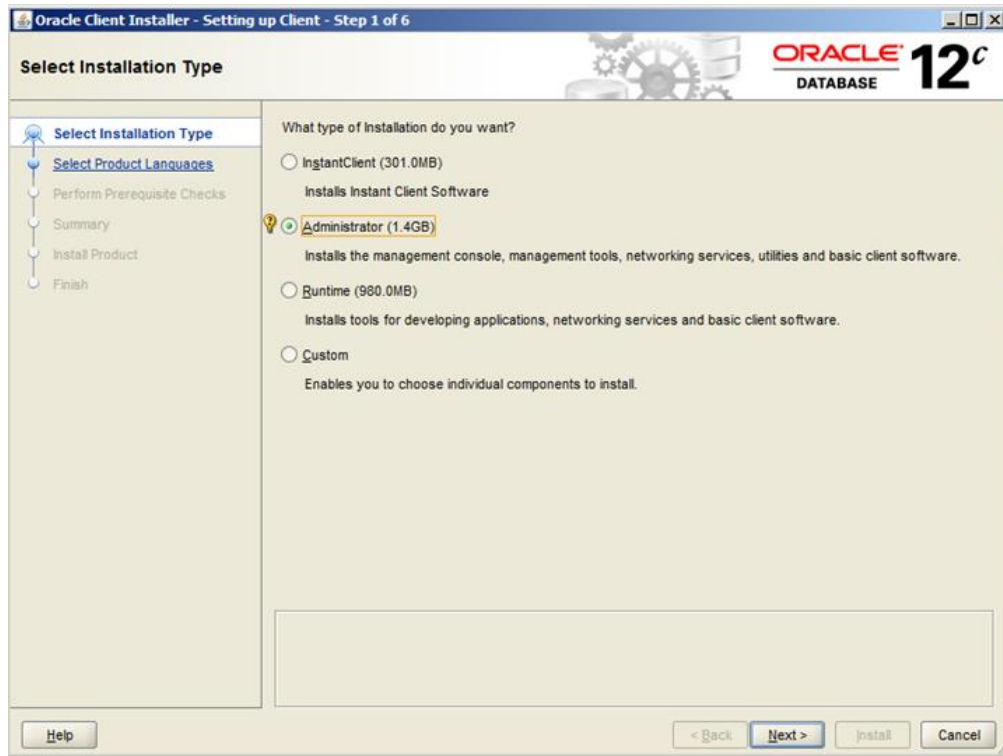 Oracle Client Installer - Setting up Client - Step 1 of 6
Select Installation Type
ORACLE
DATABASE
12c
Select Installation Type
Select Product Languages
Perform Prerequisite Checks
Summary
Install Product
Finish
What type of Installation do you want?
InstantClient (301.0MB)
Installs Instant Client Software
Administrator (1.4GB)
Installs the management console, management tools, networking services, utilities and basic client software.
Runtime (980.0MB)
Installs tools for developing applications, networking services and basic client software.
Custom
Enables you to choose individual components to install.
Help
< Back
Next >
Install
Cancel